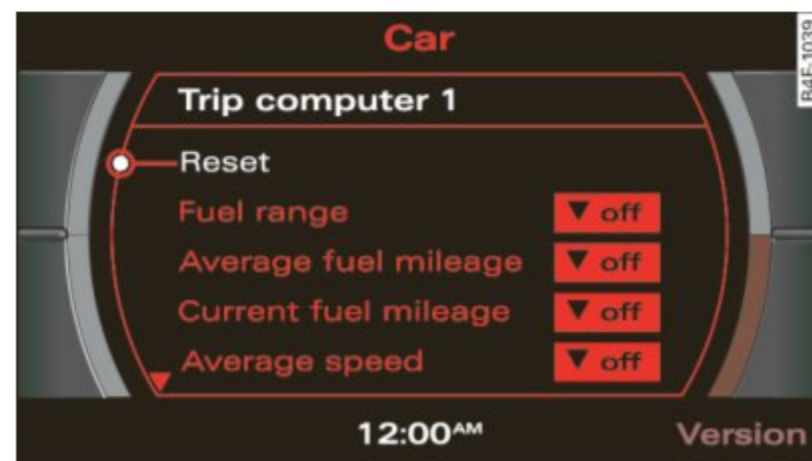 Car
Trip computer 1
Reset
Fuel range ▼ off
Average fuel mileage ▼ off
Current fuel mileage ▼ off
Average speed ▼ off
12:00AM
Version
B4E-1039